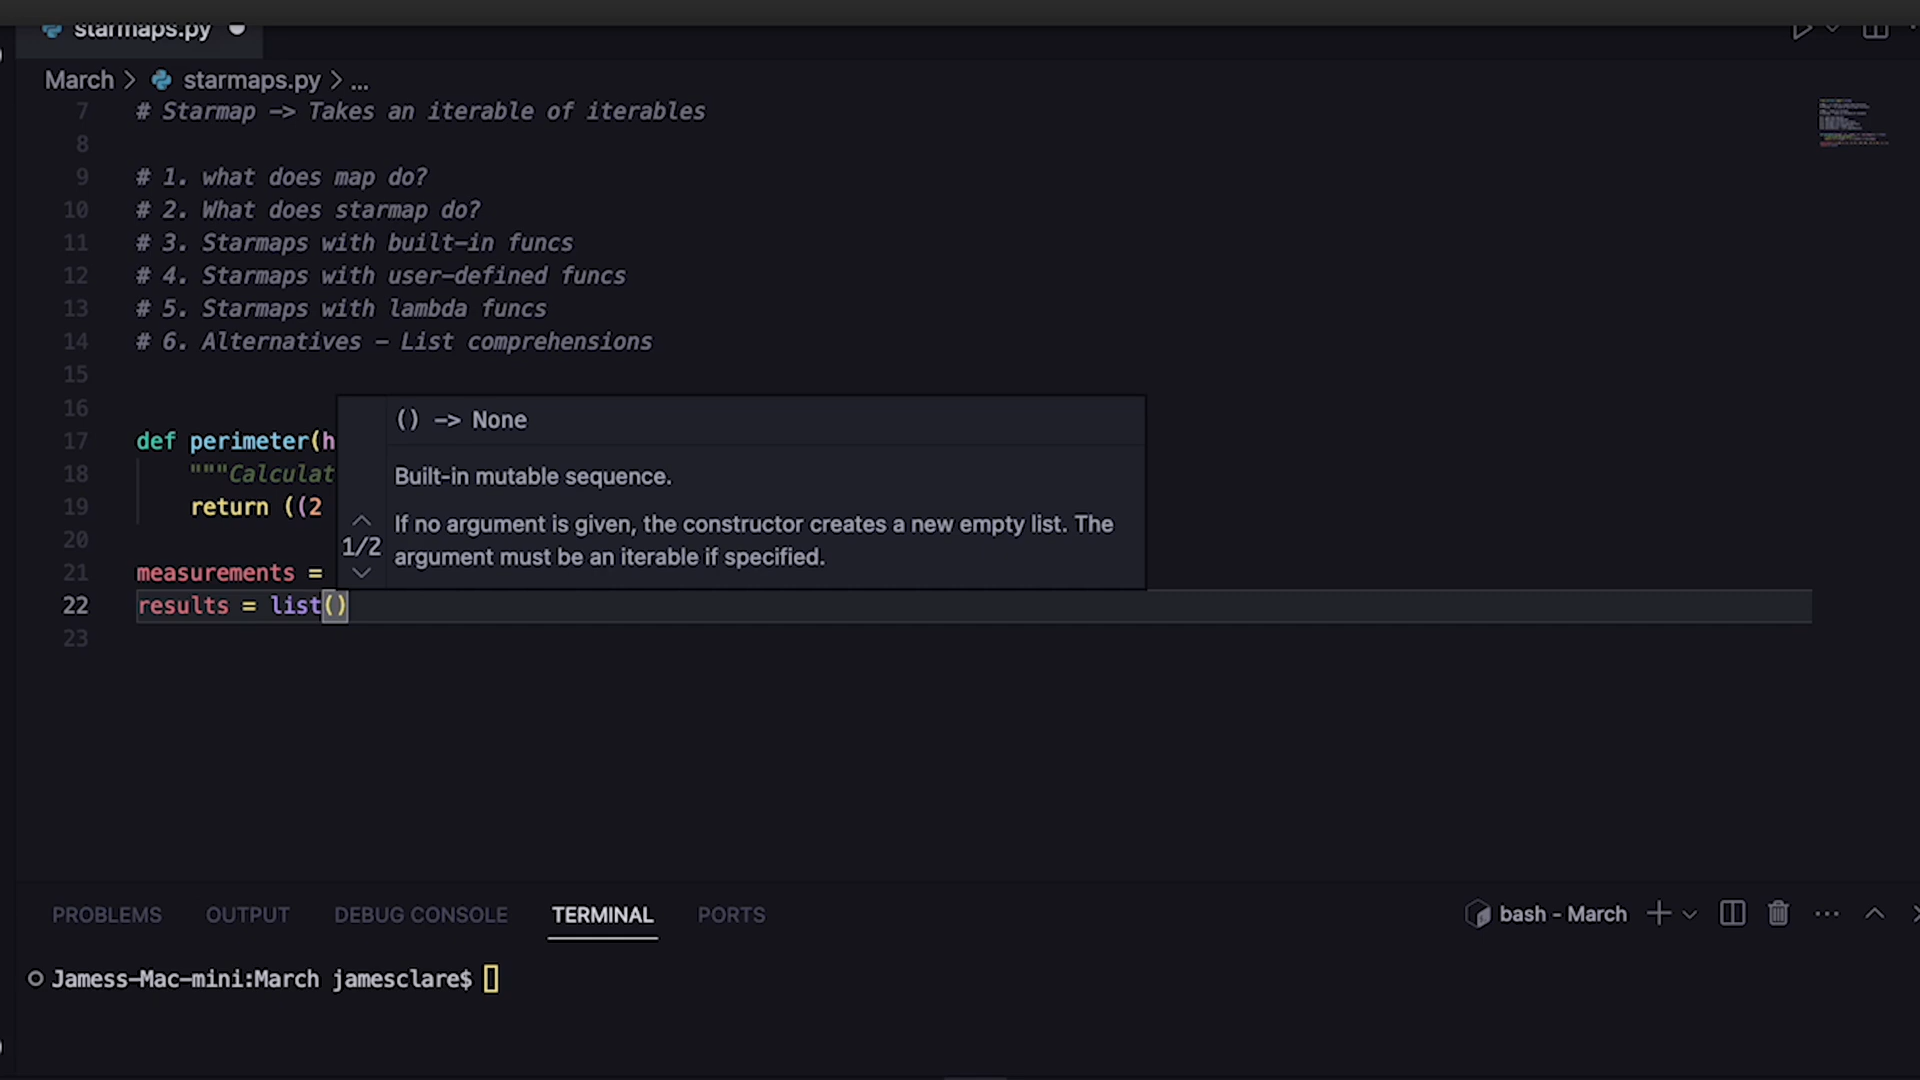 starmaps.py
March > starmaps.py > ...
7 # Starmap -> Takes an iterable of iterables
8
9 # 1. what does map do?
10 # 2. What does starmap do?
11 # 3. Starmaps with built-in funcs
12 # 4. Starmaps with user-defined funcs
13 # 5. Starmaps with lambda funcs
14 # 6. Alternatives - List comprehensions
15
16
() -> None
17 def perimeter(h
Built-in mutable sequence.
18 """Calculat
19 return ((2
If no argument is given, the constructor creates a new empty list. The
1/2
argument must be an iterable if specified.
20
21 measurements =
22 results = list()
23
PROBLEMS OUTPUT DEBUG CONSOLE TERMINAL PORTS bash - March
Jamess-Mac-mini:March jamesclare$